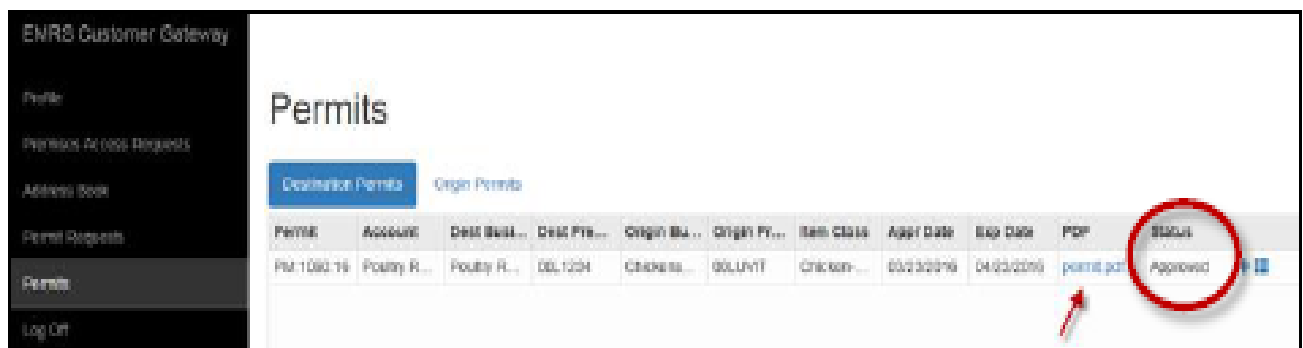 EMRS Customer Gateway
Profile
Premises Access Requests
Address Book
Permit Requests
Permits
Log Off
Permits
Destination Permits Origin Permits
Permit Account Dest Busi... Dest Pre... Origin Bu... Origin Pr... Item Class Appr Date Exp Date PDF Status
Poultry R... Poultry R... Chickens... Chicken-... 03/23/2016 04/23/2016 permit.pdf Approved